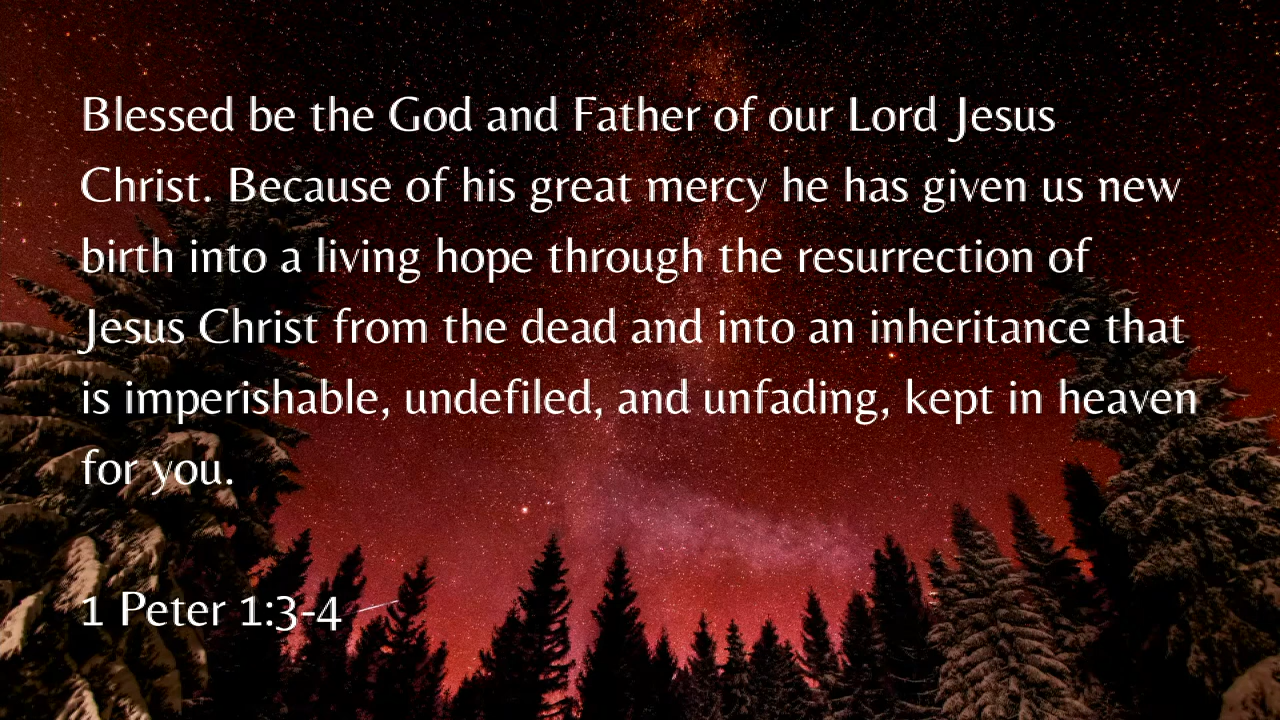 Blessed be the God and Father of our Lord Jesus
Christ. Because of his great mercy he has given us new
birth into a living hope through the resurrection of
Jesus Christ from the dead and into an inheritance that
is imperishable, undefiled, and unfading, kept in heaven
for you.
1 Peter 1:3-4